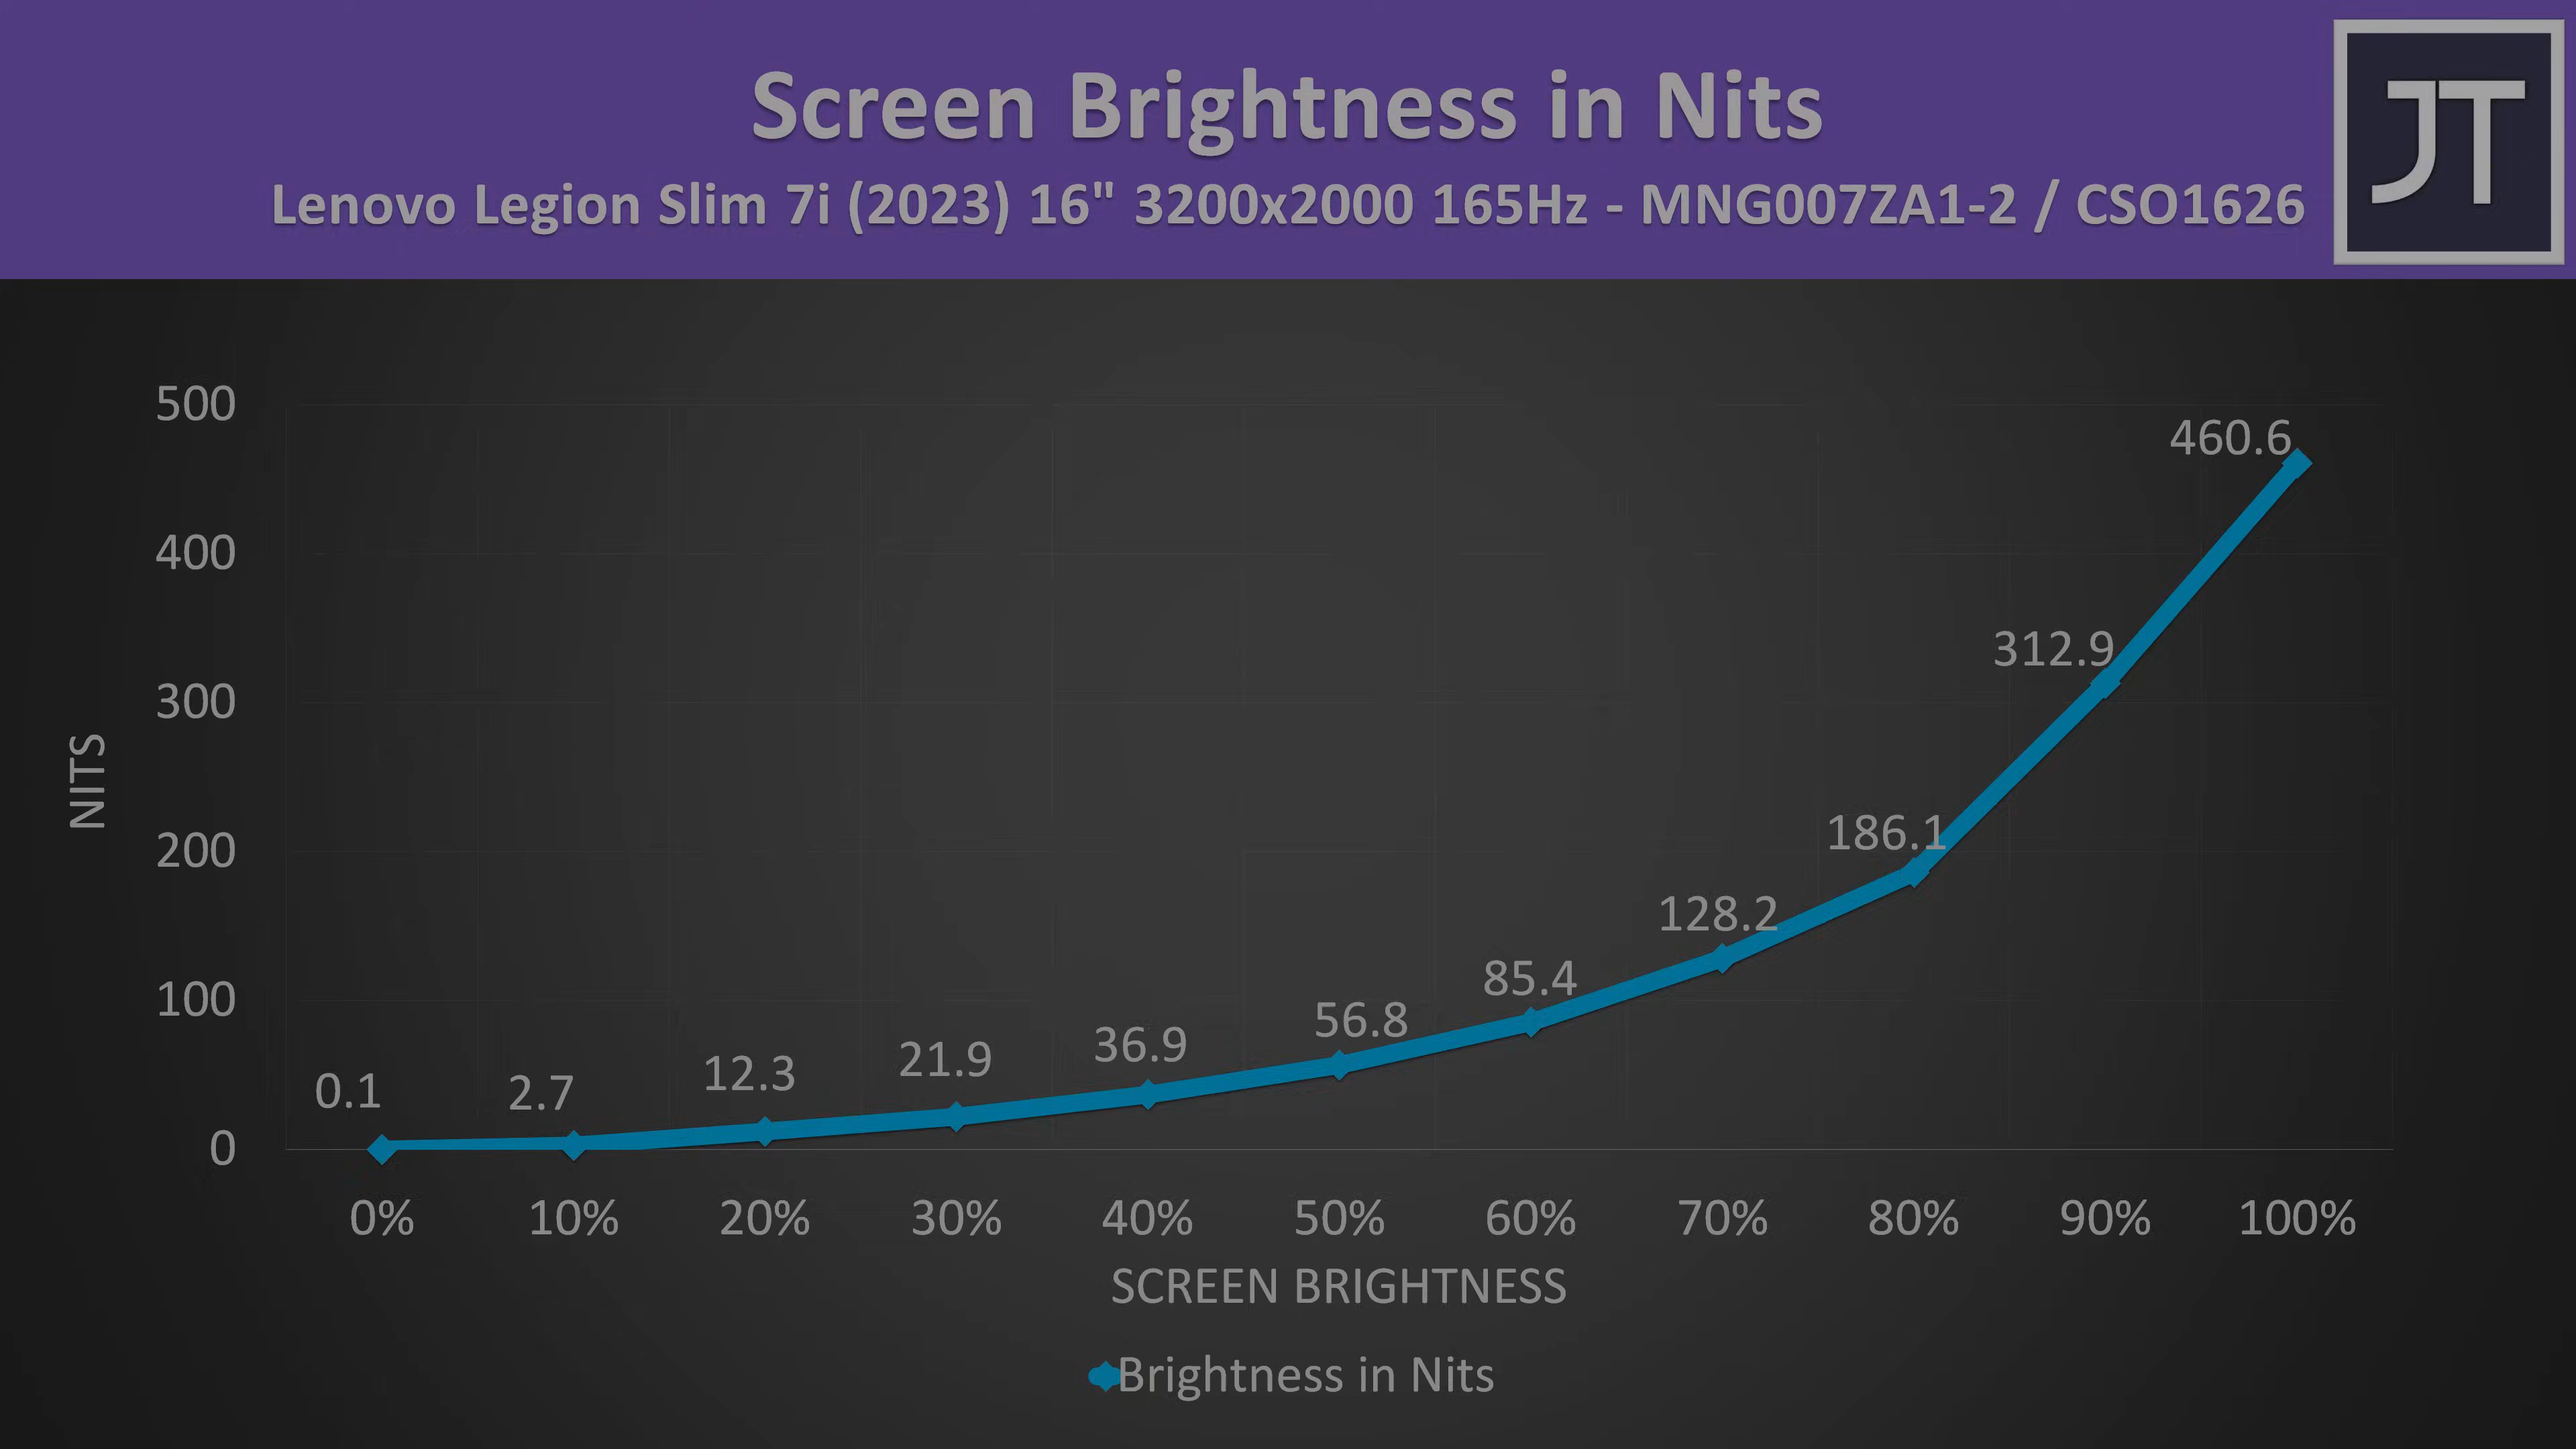 Screen Brightness in Nits
Lenovo Legion Slim 7i (2023) 16" 3200x2000 165Hz - MNG007ZA1-2 / CSO1626
JT
500
400
300
200
100
0
NITS
0.1
2.7
12.3
21.9
36.9
56.8
85.4
128.2
186.1
312.9
460.6
0% 10% 20% 30% 40% 50% 60% 70% 80% 90% 100%
SCREEN BRIGHTNESS
Brightness in Nits